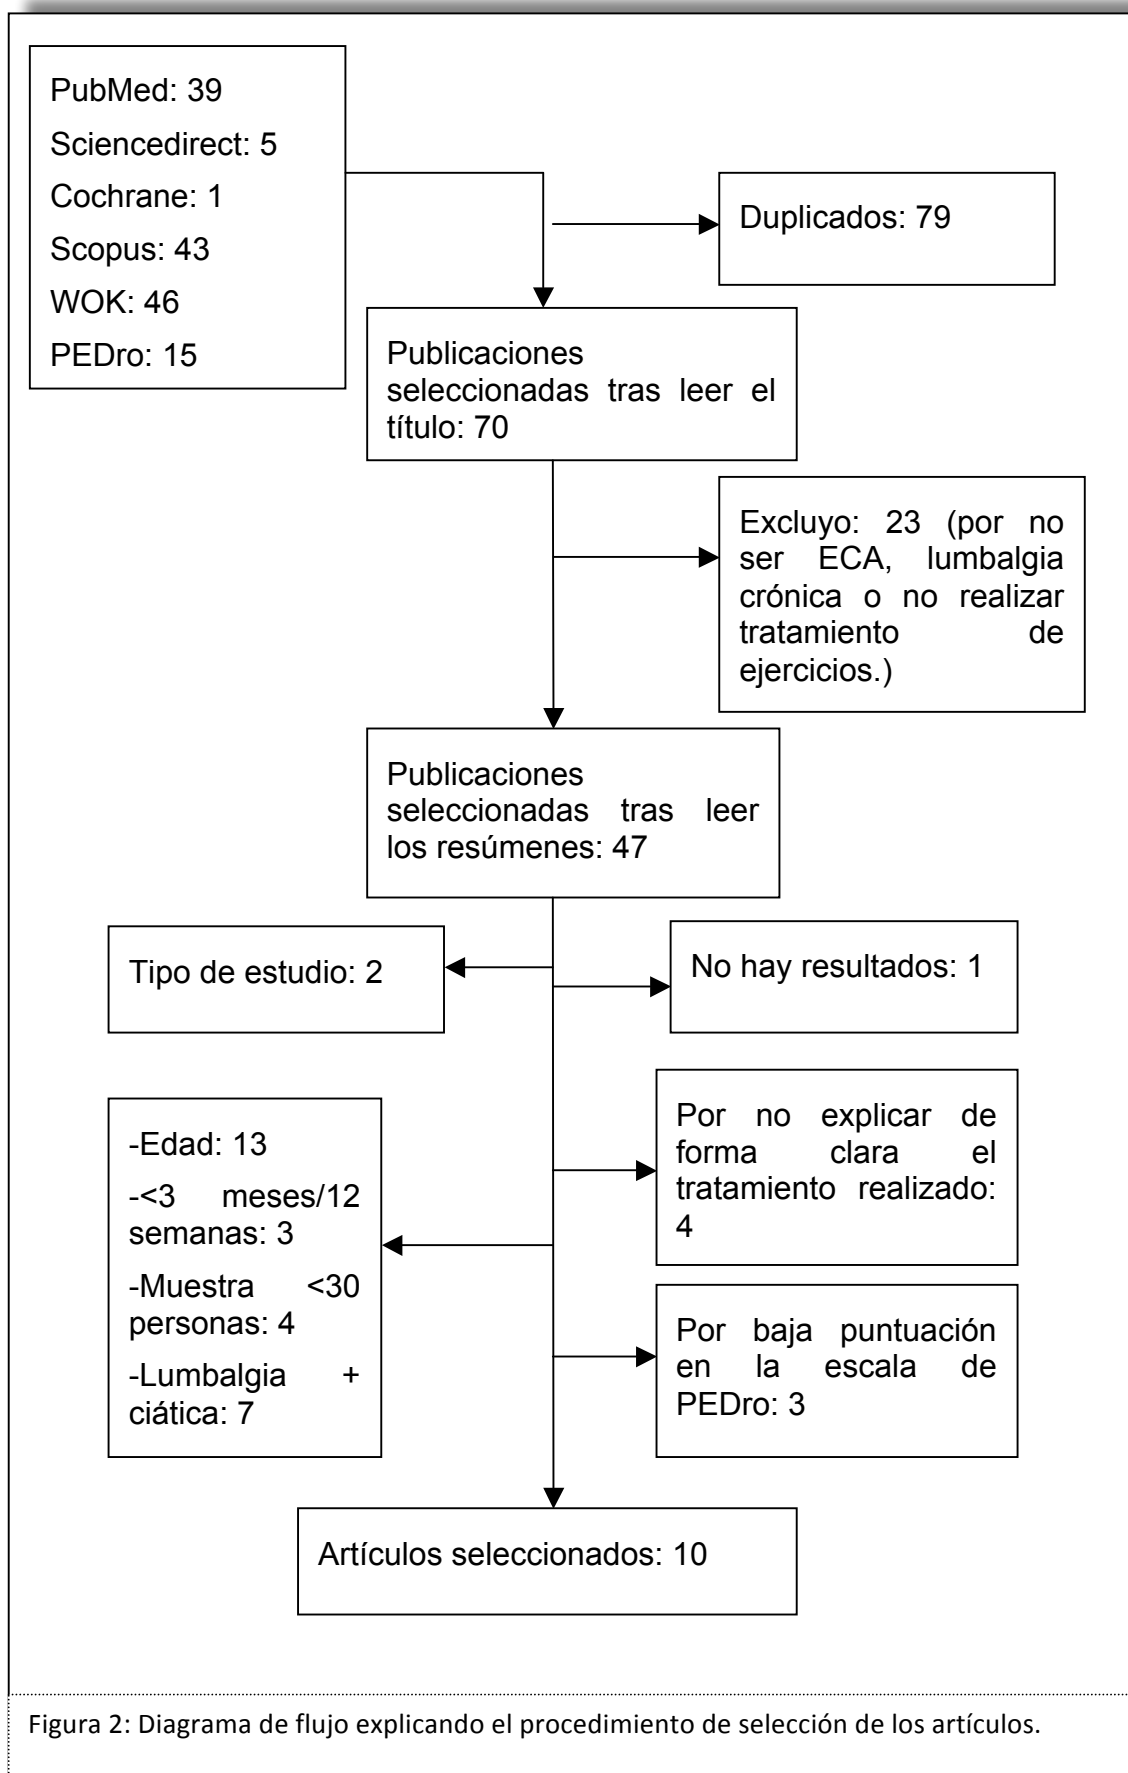 PubMed: 39
Sciencedirect: 5
Cochrane: 1
Scopus: 43
WOK: 46
PEDro: 15
Duplicados: 79
Publicaciones
seleccionadas tras leer el
título: 70
Excluyo: 23 (por no
ser ECA, lumbalgia
crónica o no realizar
tratamiento de
ejercicios.)
Publicaciones
seleccionadas tras leer
los resúmenes: 47
Tipo de estudio: 2
No hay resultados: 1
-Edad: 13
-<3 meses/12
semanas: 3
-Muestra <30
personas: 4
-Lumbalgia +
ciática: 7
Por no explicar de
forma clara el
tratamiento realizado:
4
Por baja puntuación
en la escala de
PEDro: 3
Artículos seleccionados: 10
Figura 2: Diagrama de flujo explicando el procedimiento de selección de los artículos.